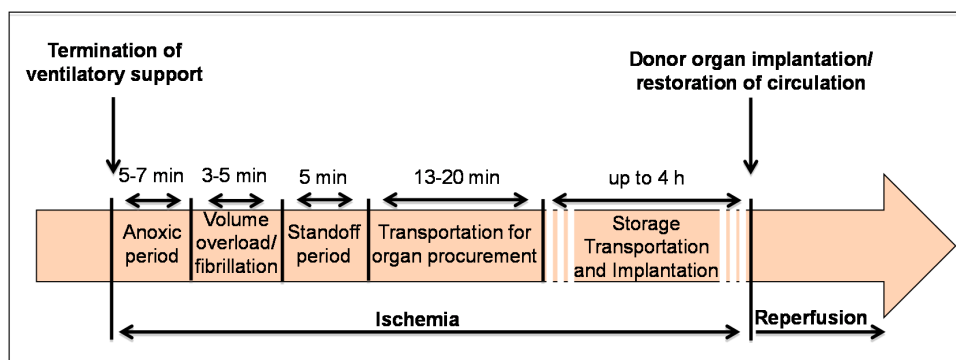 Termination of
ventilatory support
Donor organ implantation/
restoration of circulation
5-7 min
3-5 min
5 min
13-20 min
up to 4 h
Anoxic
period
Volume
overload/
fibrillation
Standoff
period
Transportation for
organ procurement
Storage
Transportation
and Implantation
Ischemia
Reperfusion